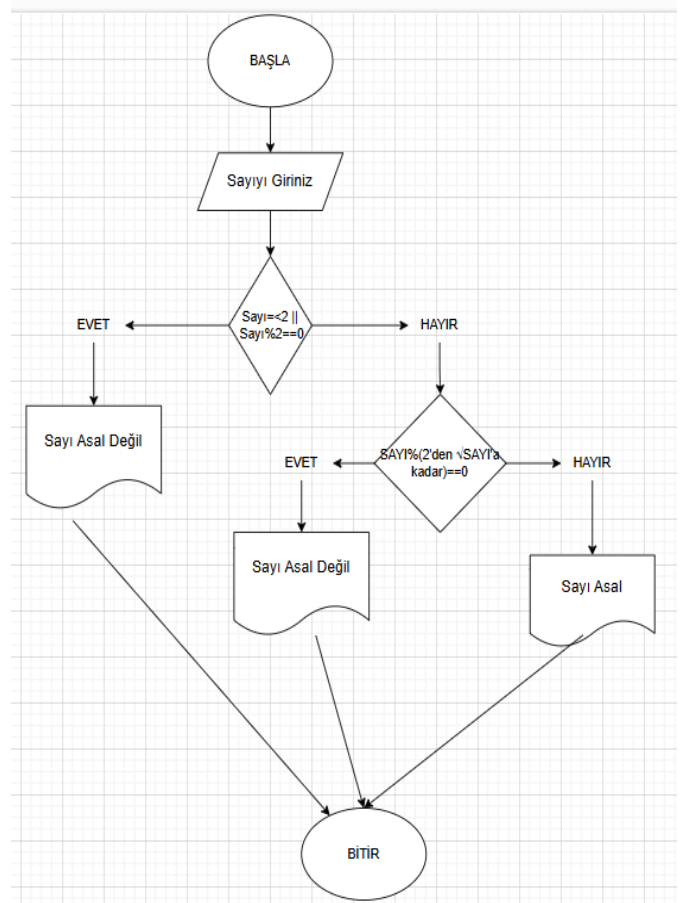 BAŞLA
Sayıyı Giriniz
Sayı=<2 ||
Sayı%2==0
EVET
HAYIR
Sayı Asal Değil
SAYI%(2'den √SAYI'a
kadar)==0
EVET
HAYIR
Sayı Asal Değil
Sayı Asal
BİTİR